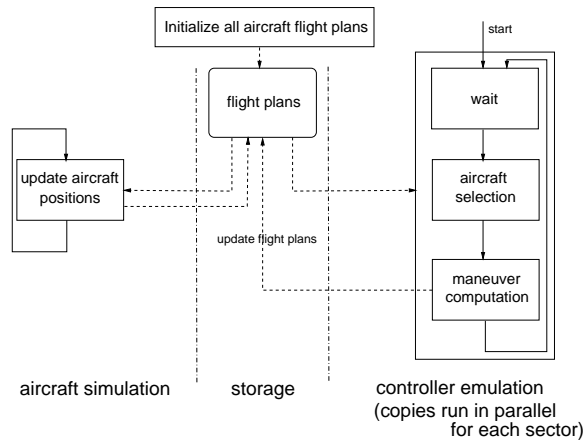 Initialize all aircraft flight plans
start
flight plans
wait
update aircraft
positions
aircraft
selection
update flight plans
maneuver
computation
aircraft simulation
storage
controller emulation
(copies run in parallel
for each sector)